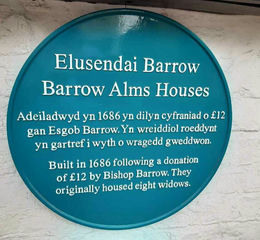 Elusendai Barrow
Barrow Alms Houses
Adeiladwyd yn 1686 yn dilyn cyfraniad o £12
gan Esgob Barrow. Yn wreiddiol roeddynt
yn gartref i wyth o wragedd gweddwon.
Built in 1686 following a donation
of £12 by Bishop Barrow. They
originally housed eight widows.